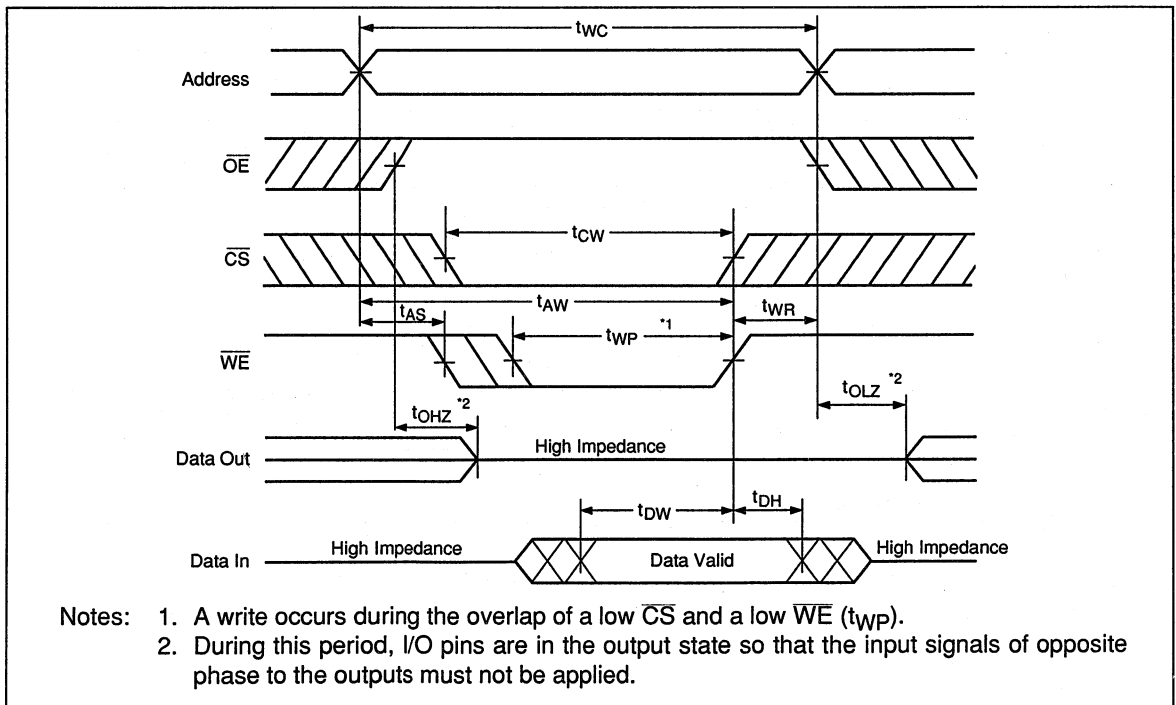 tWC
Address
OE
tCW
CS
tAW
tAS
tWR
tWP *1
WE
tOLZ *2
tOHZ *2
High Impedance
Data Out
tDW
tDH
High Impedance
Data Valid
High Impedance
Data In
Notes: 1. A write occurs during the overlap of a low CS and a low WE (tWP).
2. During this period, I/O pins are in the output state so that the input signals of opposite
phase to the outputs must not be applied.